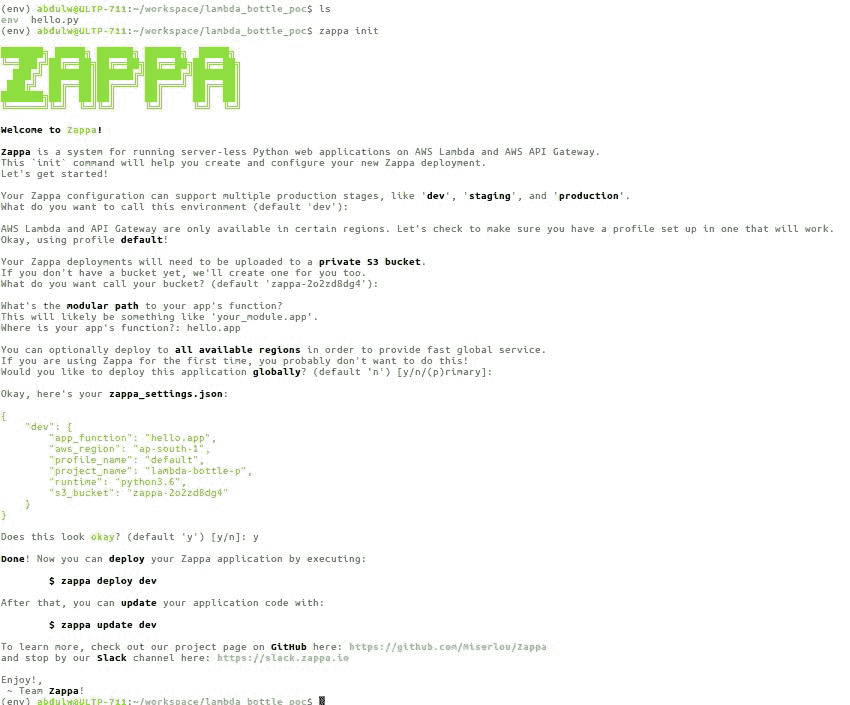 (env) abdulw@ULTP-711:~/workspace/lambda_bottle_poc$ ls
env  hello.py
(env) abdulw@ULTP-711:~/workspace/lambda_bottle_poc$ zappa init
ZAPPA
Welcome to Zappa!
Zappa is a system for running server-less Python web applications on AWS Lambda and AWS API Gateway.
This `init` command will help you create and configure your new Zappa deployment.
Let's get started!
Your Zappa configuration can support multiple production stages, like 'dev', 'staging', and 'production'.
What do you want to call this environment (default 'dev'):
AWS Lambda and API Gateway are only available in certain regions. Let's check to make sure you have a profile set up in one that will work.
Okay, using profile default!
Your Zappa deployments will need to be uploaded to a private S3 bucket.
If you don't have a bucket yet, we'll create one for you too.
What do you want call your bucket? (default 'zappa-2o2zd8dg4'):
What's the modular path to your app's function?
This will likely be something like 'your_module.app'.
Where is your app's function?: hello.app
You can optionally deploy to all available regions in order to provide fast global service.
If you are using Zappa for the first time, you probably don't want to do this!
Would you like to deploy this application globally? (default 'n') [y/n/(p)rimary]:
Okay, here's your zappa_settings.json:
{
    "dev": {
        "app_function": "hello.app",
        "aws_region": "ap-south-1",
        "profile_name": "default",
        "project_name": "lambda-bottle-p",
        "runtime": "python3.6",
        "s3_bucket": "zappa-2o2zd8dg4"
    }
}
Does this look okay? (default 'y') [y/n]: y
Done! Now you can deploy your Zappa application by executing:
        $ zappa deploy dev
After that, you can update your application code with:
        $ zappa update dev
To learn more, check out our project page on GitHub here: https://github.com/Miserlou/Zappa
and stop by our Slack channel here: https://slack.zappa.io
Enjoy!,
 ~ Team Zappa!
(env) abdulw@ULTP-711:~/workspace/lambda_bottle_poc$